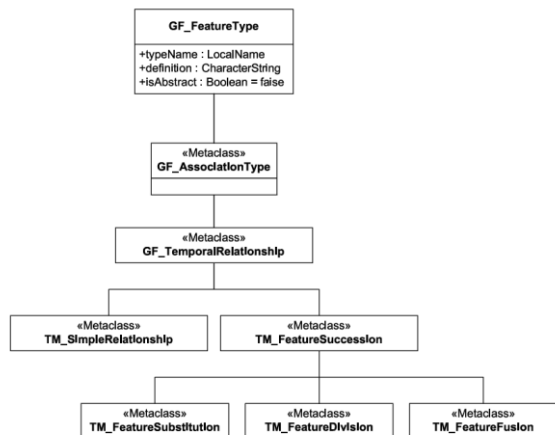 GF_FeatureType
+typeName : LocalName
+definition : CharacterString
+isAbstract : Boolean = false
«Metaclass»
GF_AssociationType
«Metaclass»
GF_TemporalRelationship
«Metaclass»
TM_SimpleRelationship
«Metaclass»
TM_FeatureSuccession
«Metaclass»
TM_FeatureSubstitution
«Metaclass»
TM_FeatureDivision
«Metaclass»
TM_FeatureFusion